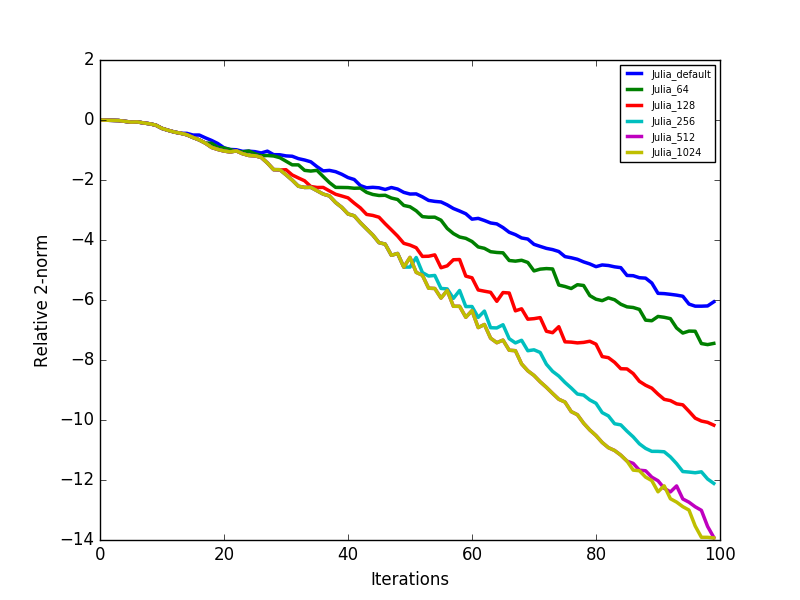 2
0
−2
−4
−6
−8
−10
−12
−14
0 20 40 60 80 100
Relative 2-norm
Iterations
Julia_default
Julia_64
Julia_128
Julia_256
Julia_512
Julia_1024